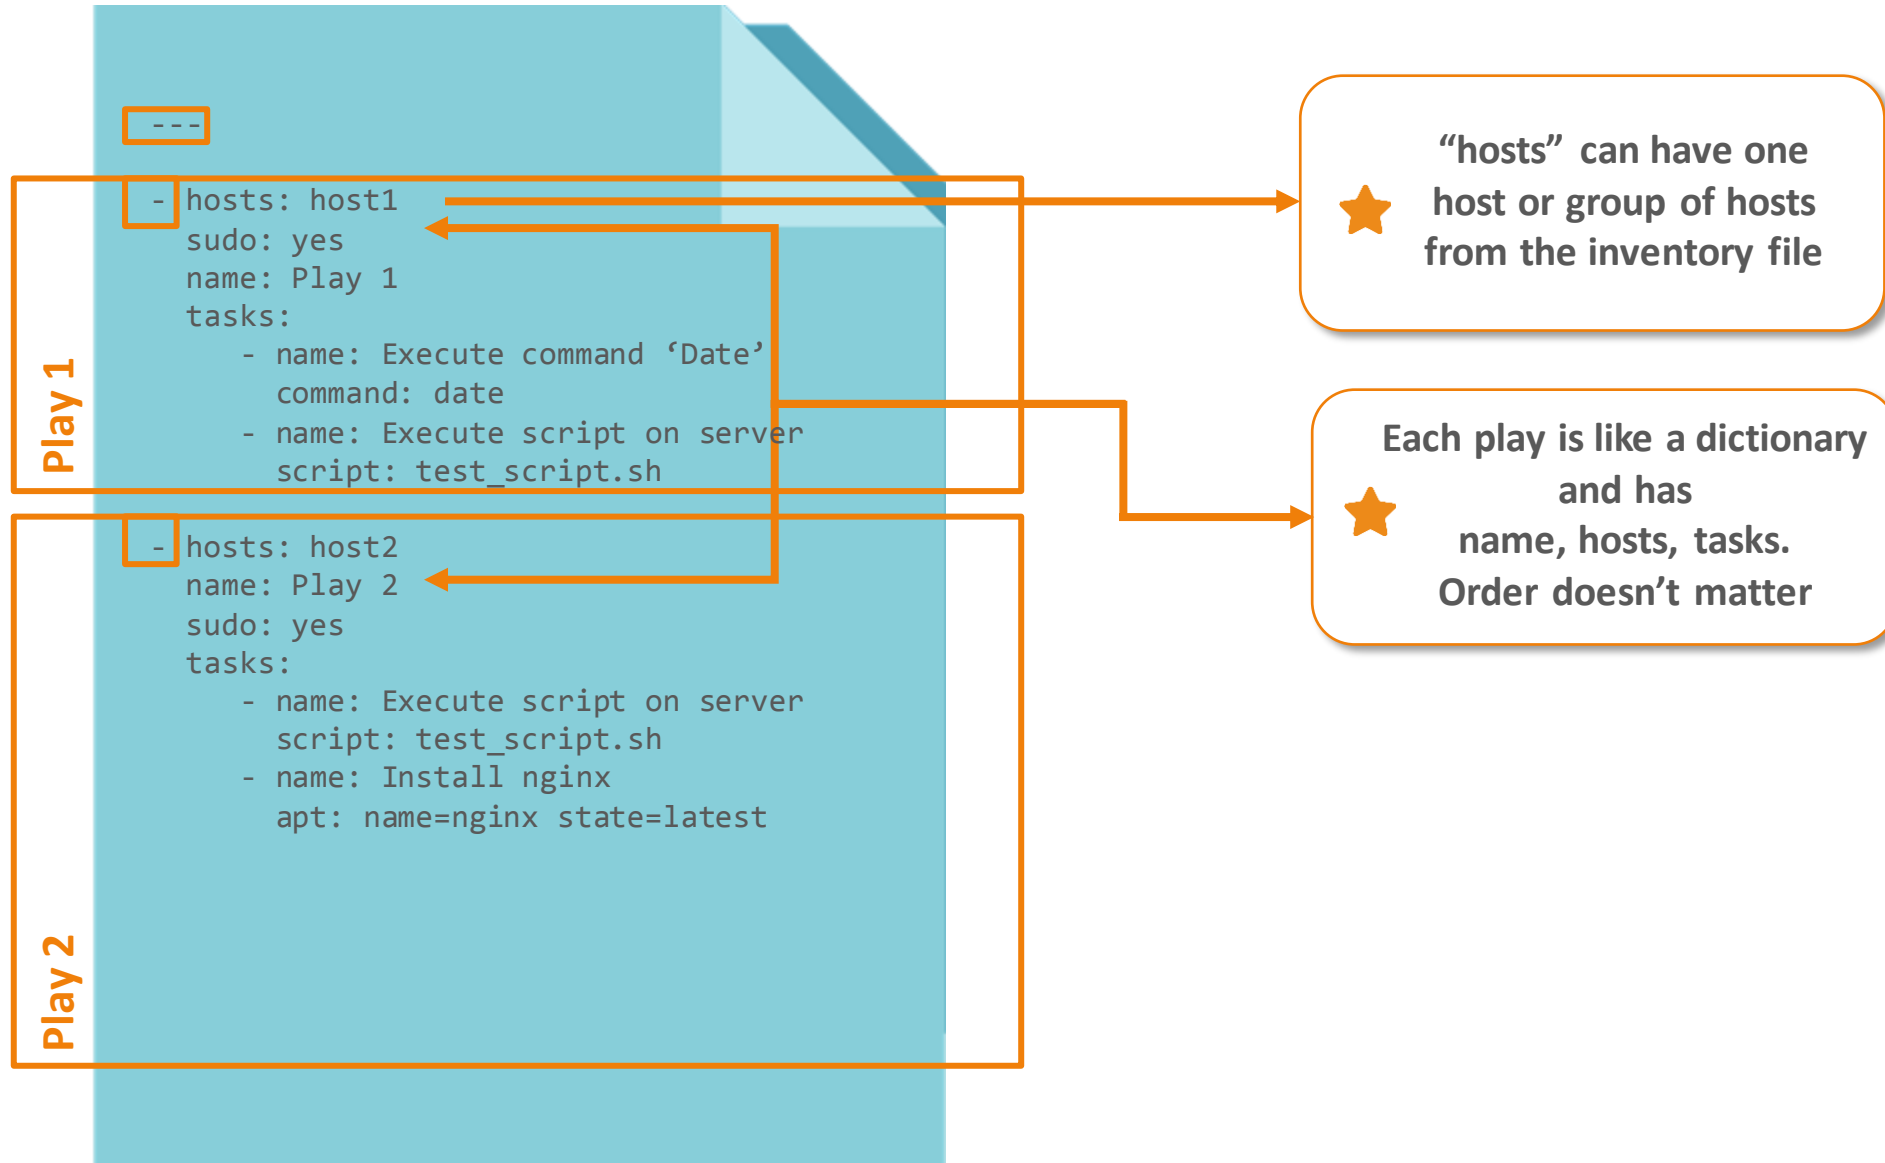 ---
- hosts: host1
sudo: yes
name: Play 1
tasks:
- name: Execute command ‘Date’
command: date
- name: Execute script on server
script: test_script.sh
Play 1
- hosts: host2
name: Play 2
sudo: yes
tasks:
- name: Execute script on server
script: test_script.sh
- name: Install nginx
apt: name=nginx state=latest
Play 2
“hosts” can have one
host or group of hosts
from the inventory file
Each play is like a dictionary
and has
name, hosts, tasks.
Order doesn’t matter